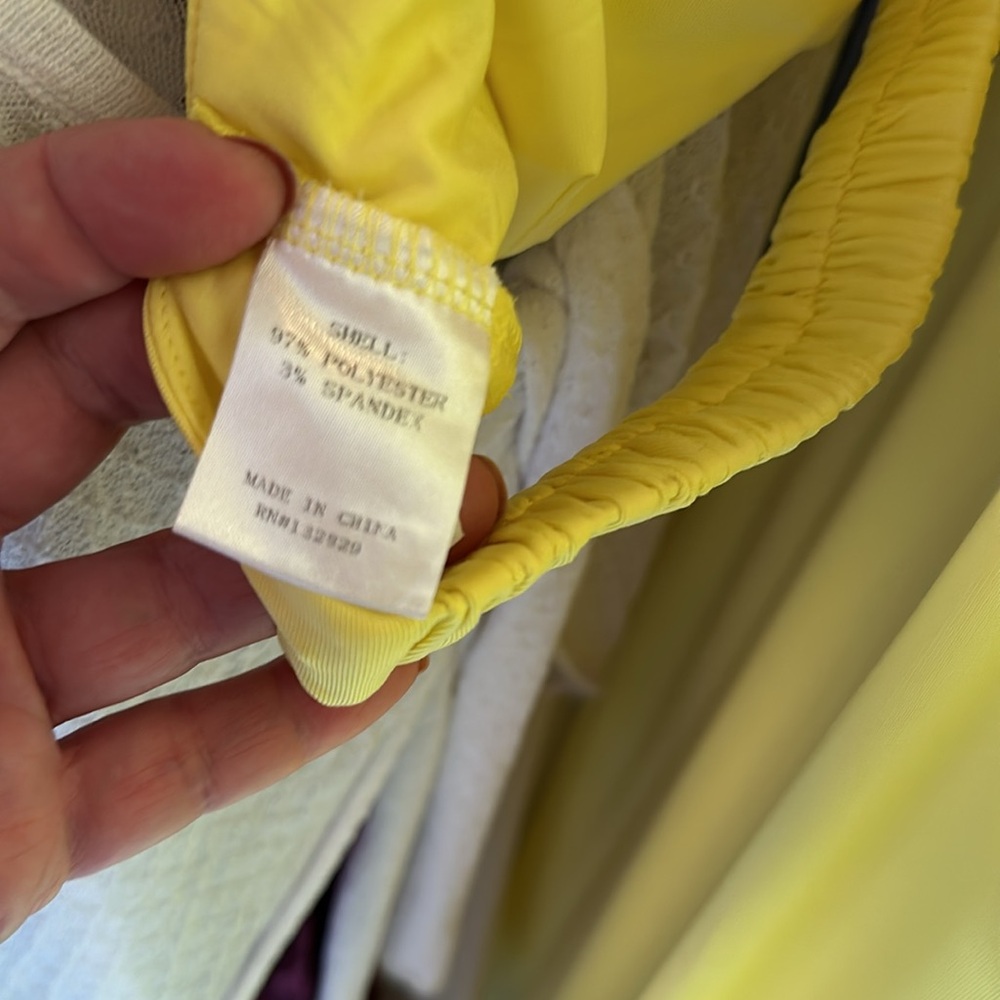 SHELL:
97% POLYESTER
3% SPANDEX
MADE IN CHINA
RN#132929